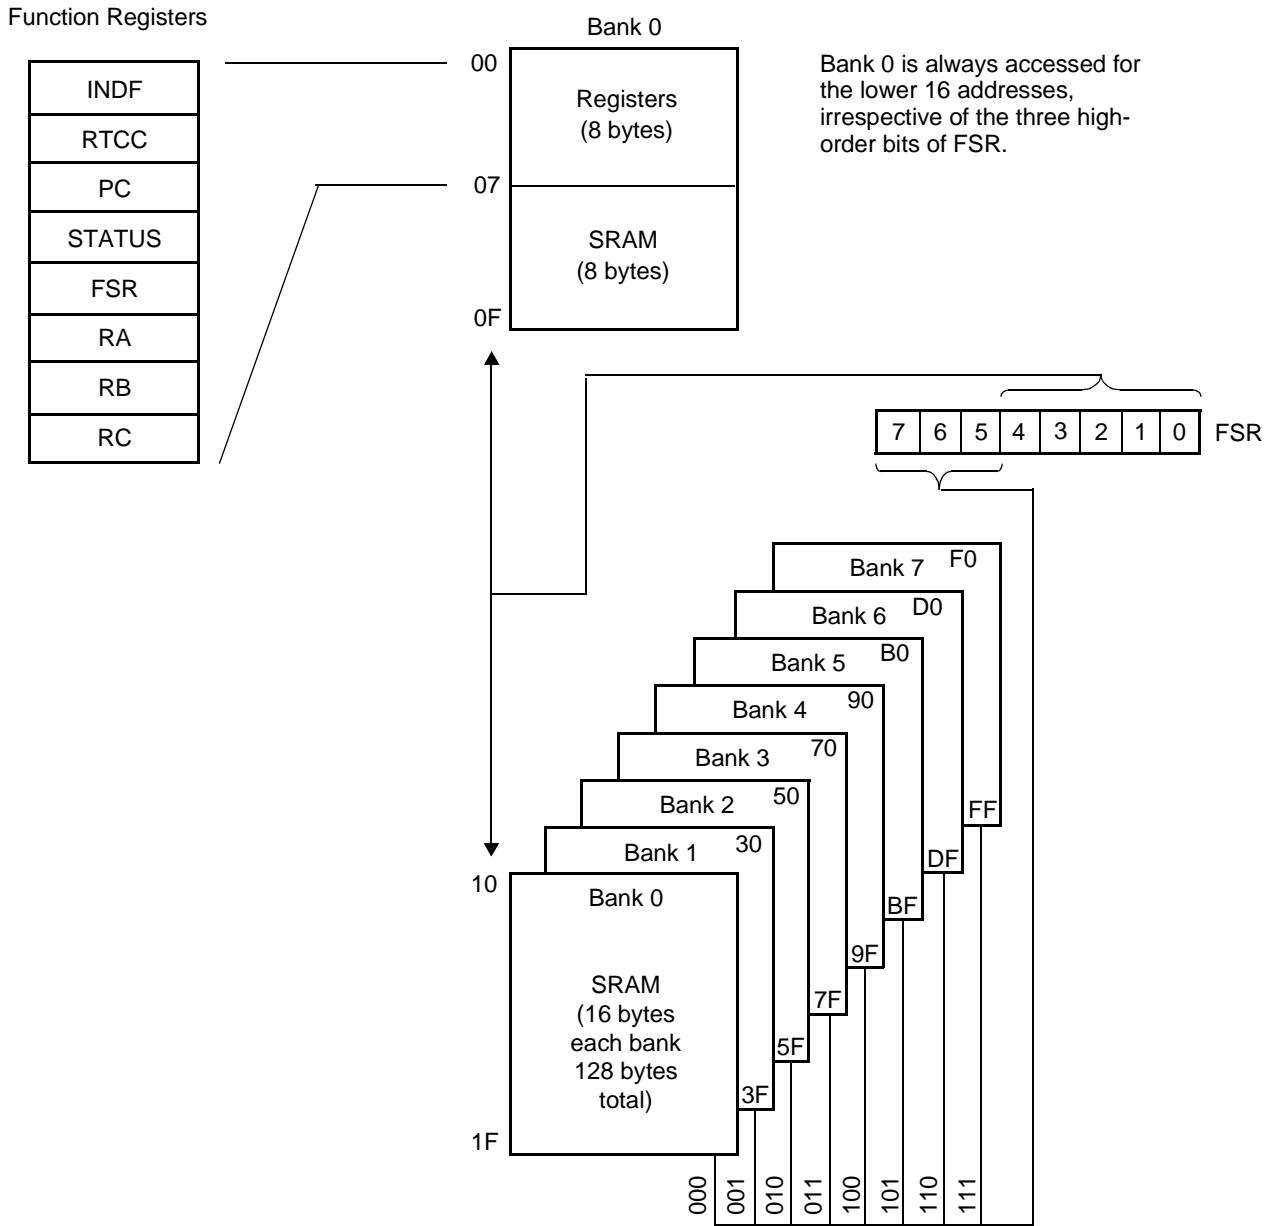 Function Registers
INDF
RTCC
PC
STATUS
FSR
RA
RB
RC
Bank 0
00
Registers
(8 bytes)
07
SRAM
(8 bytes)
0F
Bank 0 is always accessed for
the lower 16 addresses,
irrespective of the three high-
order bits of FSR.
7 6 5 4 3 2 1 0 FSR
Bank 7 F0
Bank 6 D0
Bank 5 B0
Bank 4 90
Bank 3 70
Bank 2 50
Bank 1 30
10
Bank 0
SRAM
(16 bytes
each bank
128 bytes
total)
1F
3F
5F
7F
9F
BF
DF
FF
000
001
010
011
100
101
110
111